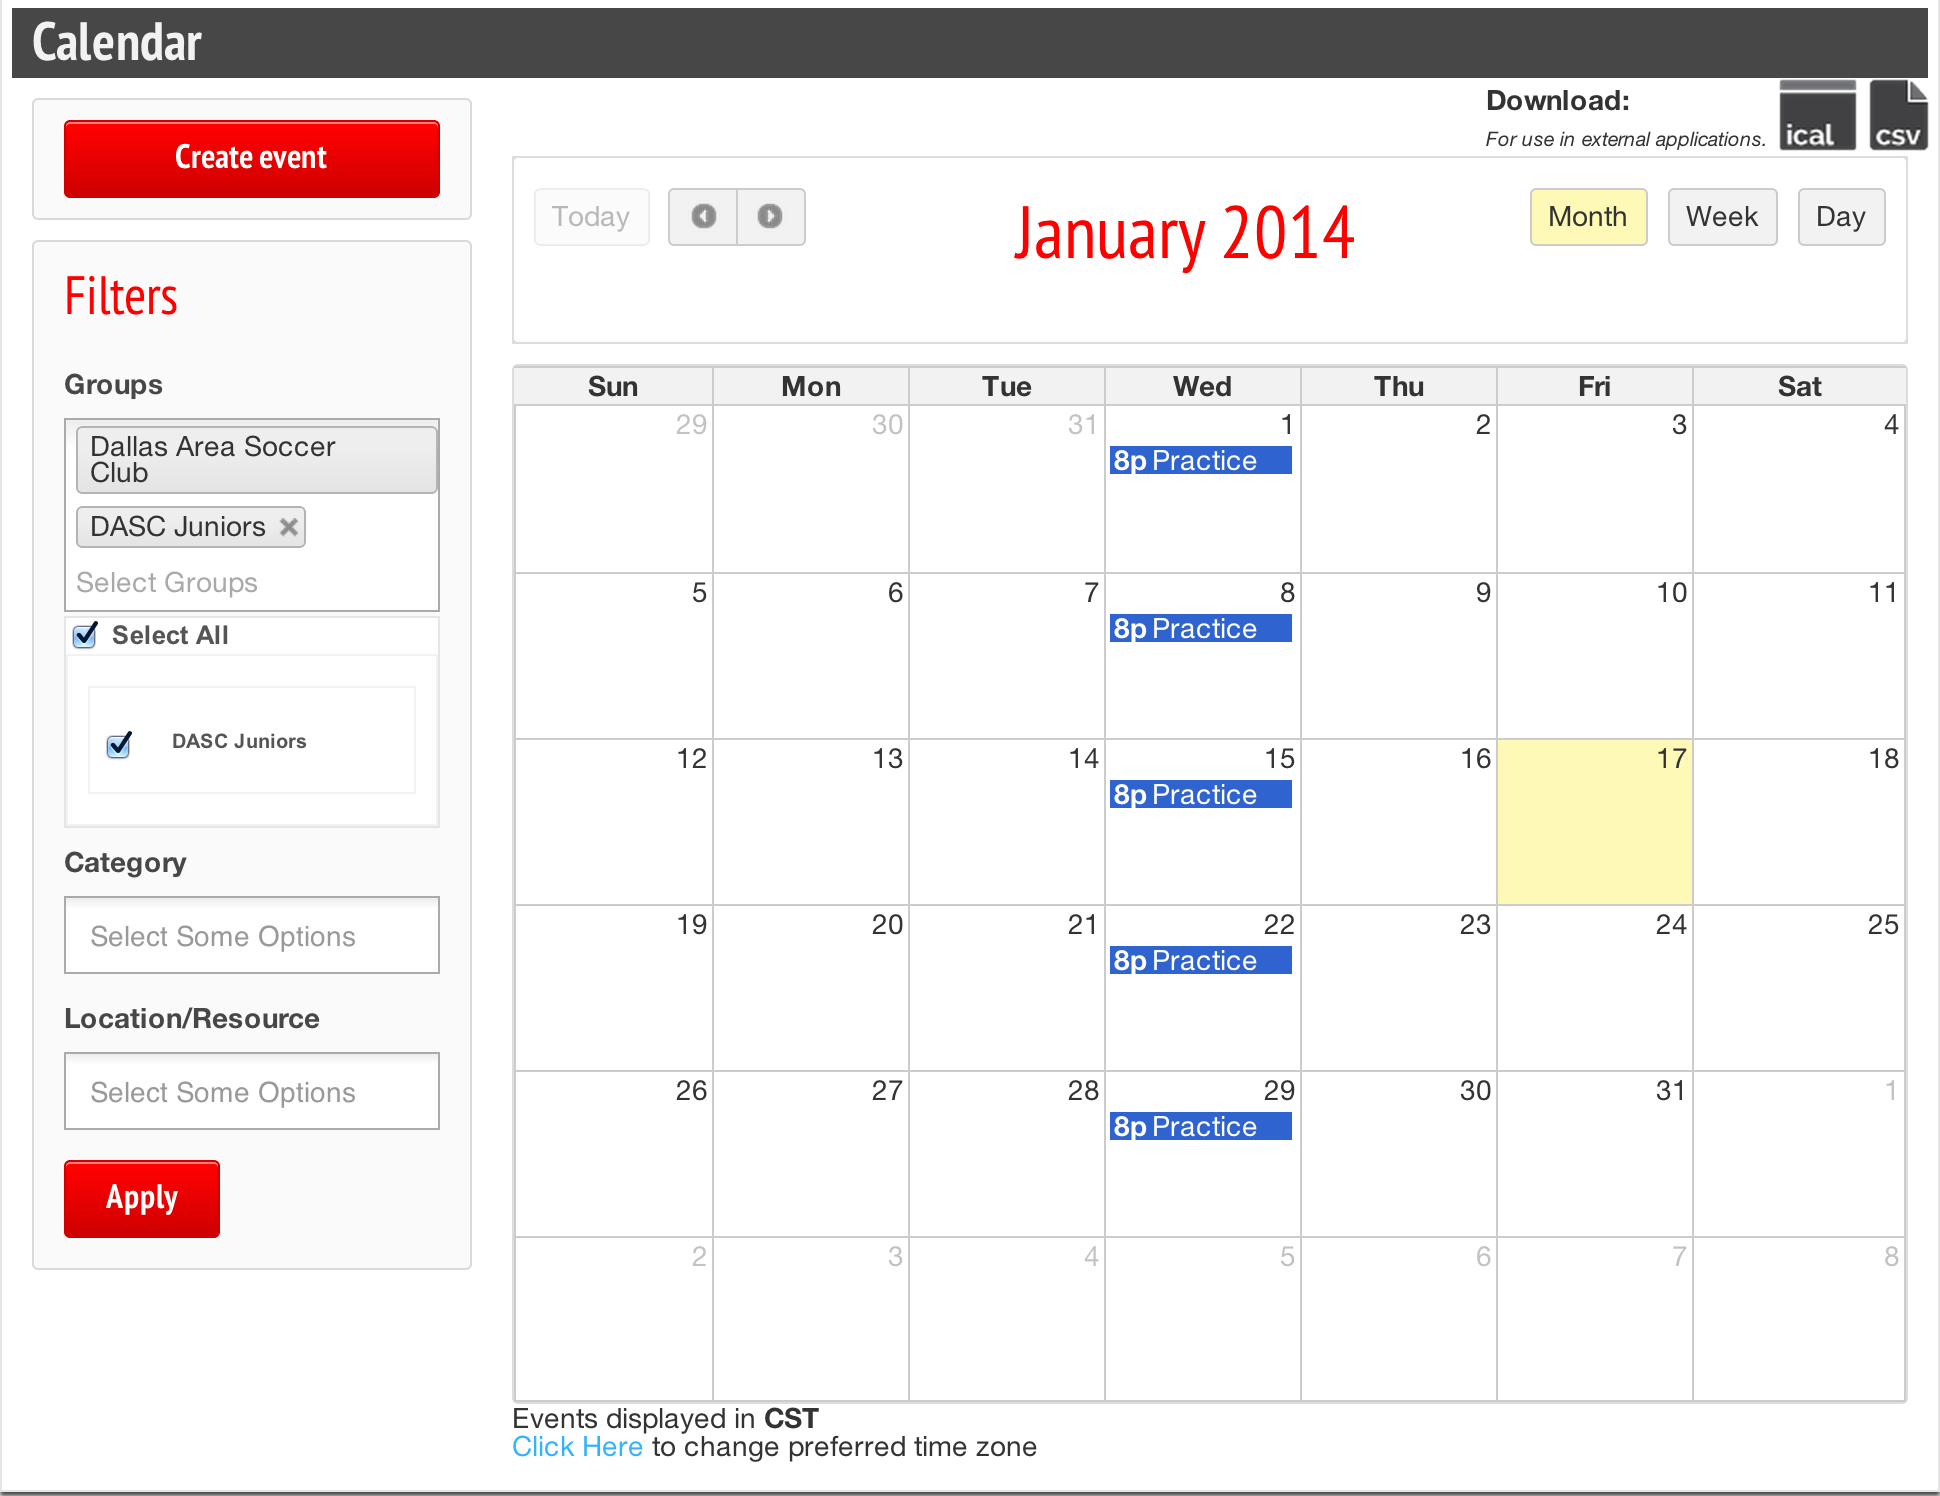 Calendar
Create event
Filters
Groups
Dallas Area Soccer
Club
DASC Juniors
Select Groups
Select All
DASC Juniors
Category
Select Some Options
Location/Resource
Select Some Options
Apply
Download:
For use in external applications.
ical
csv
Today
January 2014
Month
Week
Day
Sun Mon Tue Wed Thu Fri Sat
29 30 31 1 2 3 4
8p Practice
5 6 7 8 9 10 11
8p Practice
12 13 14 15 16 17 18
8p Practice
19 20 21 22 23 24 25
8p Practice
26 27 28 29 30 31 1
8p Practice
2 3 4 5 6 7 8
Events displayed in CST
Click Here to change preferred time zone